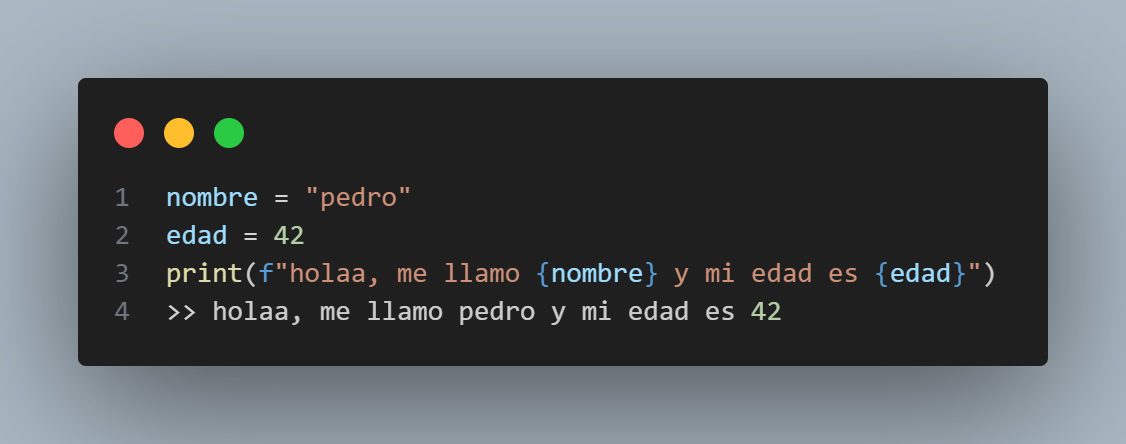 1 nombre = "pedro"
2 edad = 42
3 print(f"holaa, me llamo {nombre} y mi edad es {edad}")
4 >> holaa, me llamo pedro y mi edad es 42